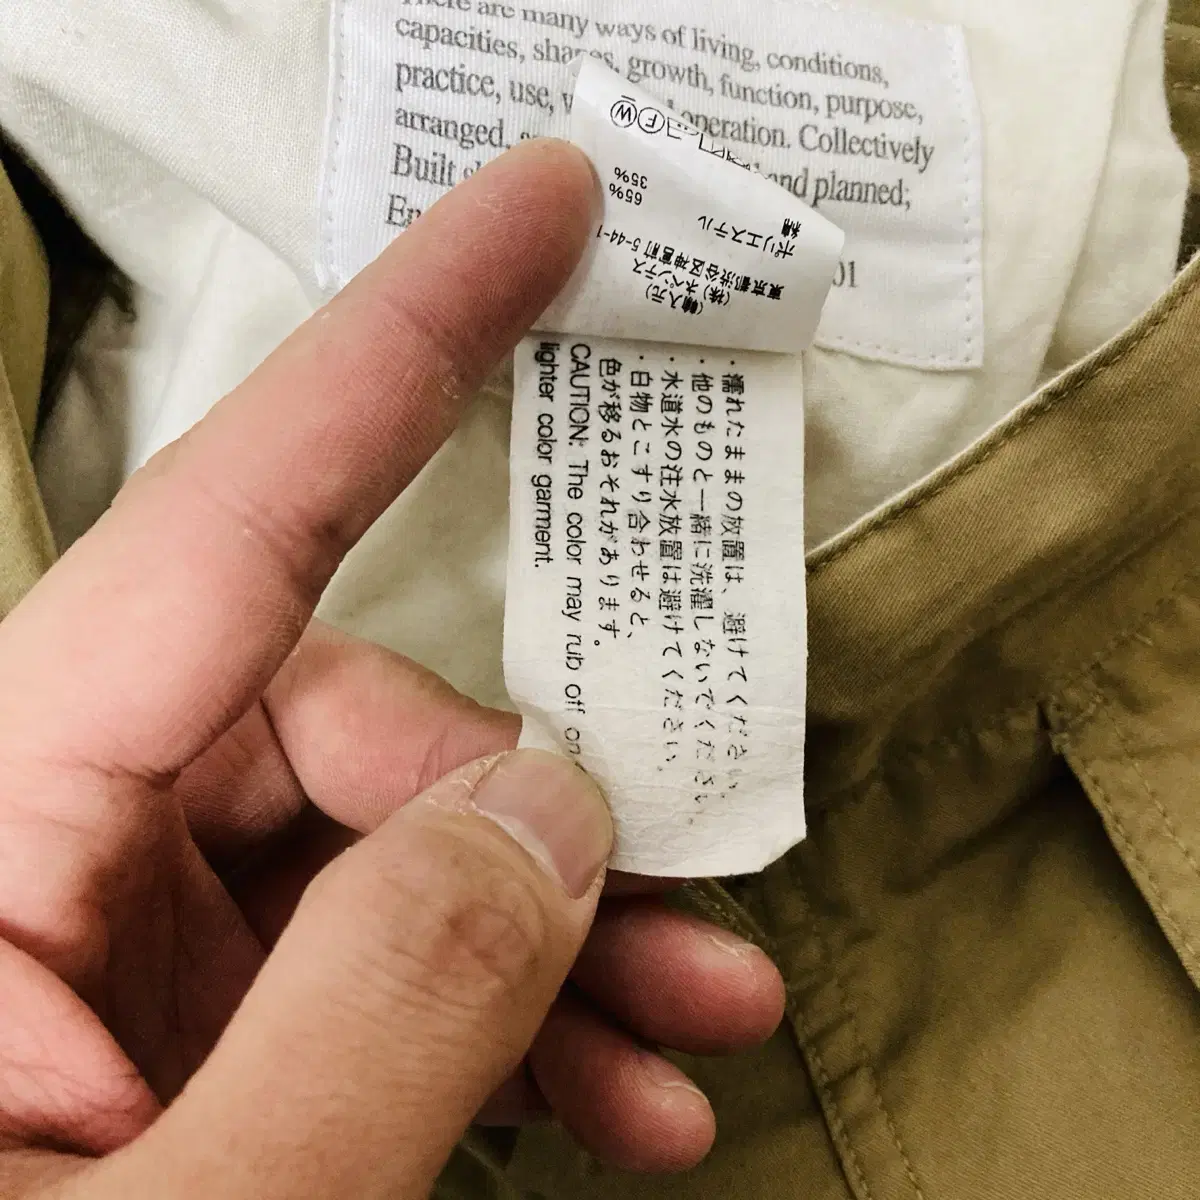 There are many ways of living, conditions,
capacities, shapes, growth, function, purpose,
practice, use, operation. Collectively
arranged, and planned;
Built
En
01
W F
65%
35%
ポリエステル
綿
(輸入元)
(株)ネペンテス
東京都渋谷区神宮前 5-44-1
・濡れたままの放置は、避けてください。
・他のものと一緒に洗濯しないでください。
・水道水の注水放置は避けてください。
・白物とこすり合わせると、
色が移るおそれがあります。
CAUTION: The color may rub off on
lighter color garment.